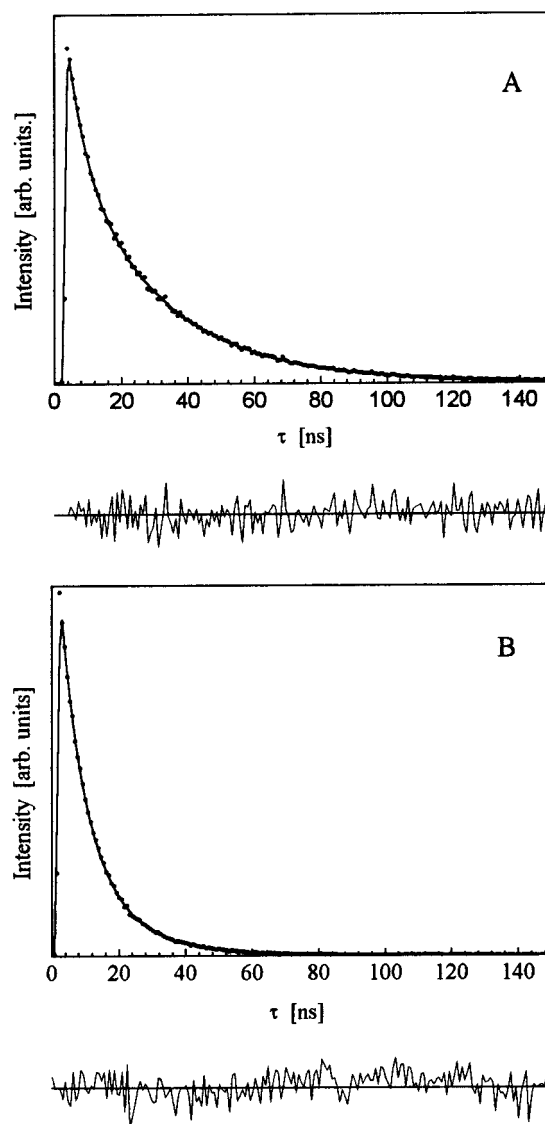 A
Intensity [arb. units.]
0 20 40 60 80 100 120 140
τ [ns]
B
Intensity [arb. units]
0 20 40 60 80 100 120 140
τ [ns]